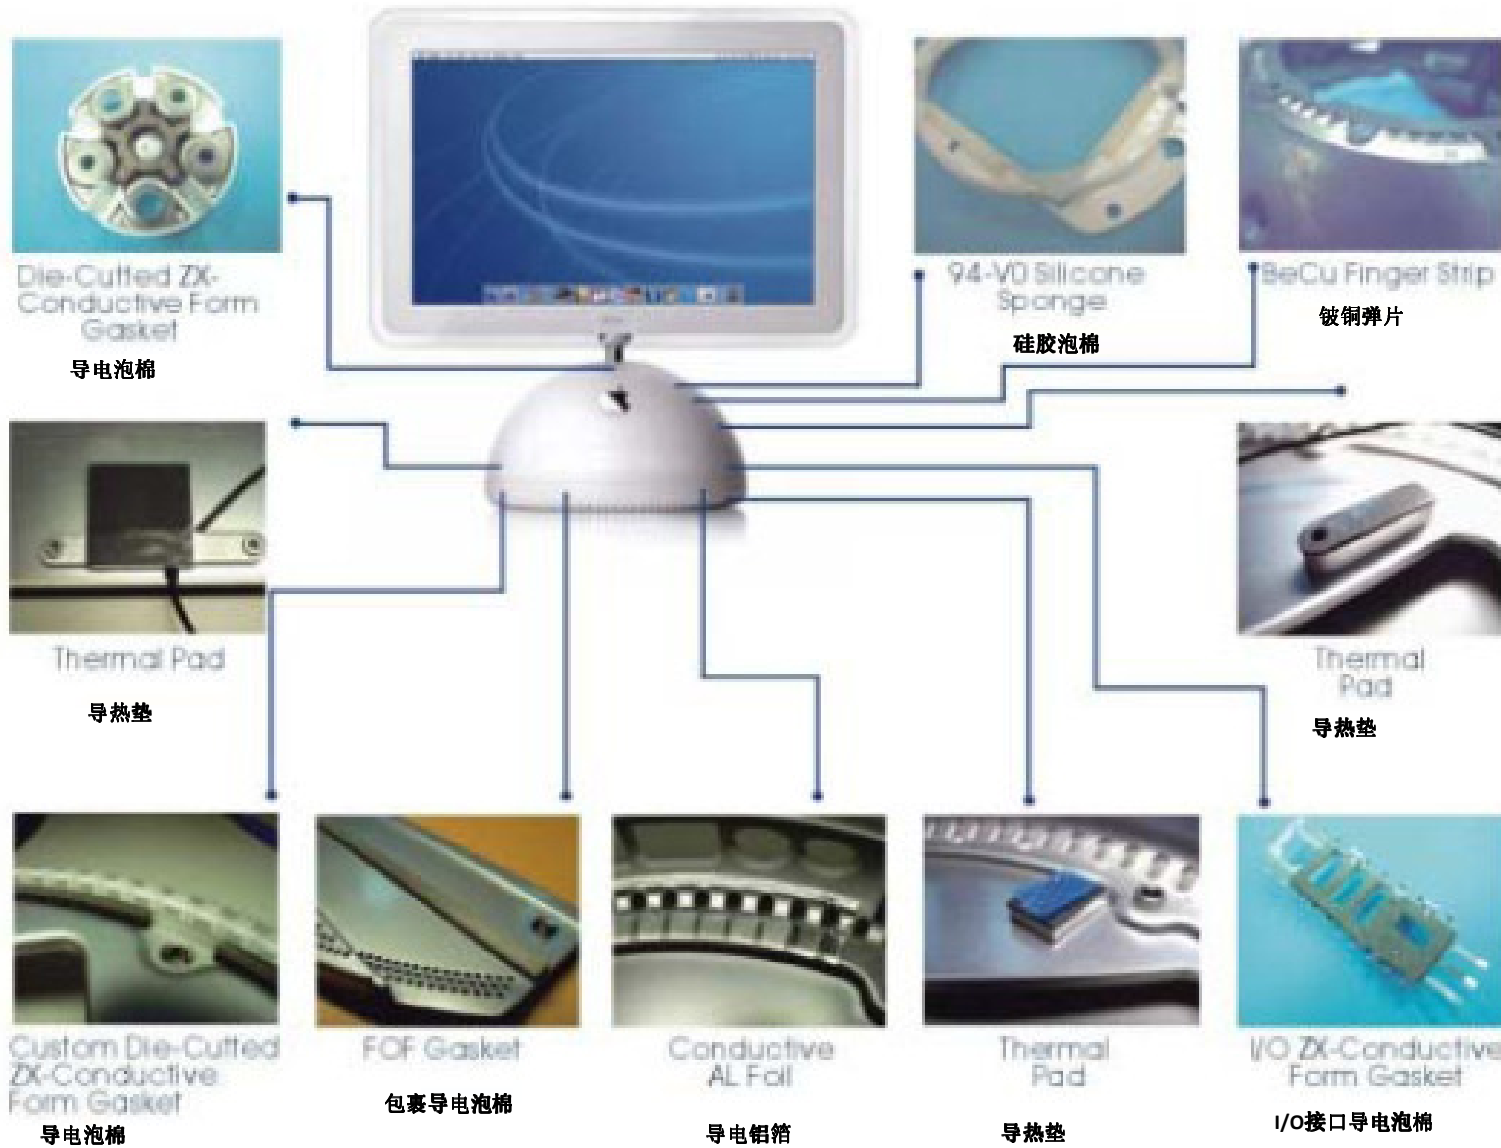 Die-Cutted ZX-
Conductive Form
Gasket
导电泡棉
94-V0 Silicone
Sponge
硅胶泡棉
BeCu Finger Strip
铍铜弹片
Thermal Pad
导热垫
Thermal
Pad
导热垫
Custom Die-Cutted
ZX-Conductive
Form Gasket
导电泡棉
FOF Gasket
包裹导电泡棉
Conductive
AL Foil
导电铝箔
Thermal
Pad
导热垫
I/O ZX-Conductive
Form Gasket
I/O接口导电泡棉